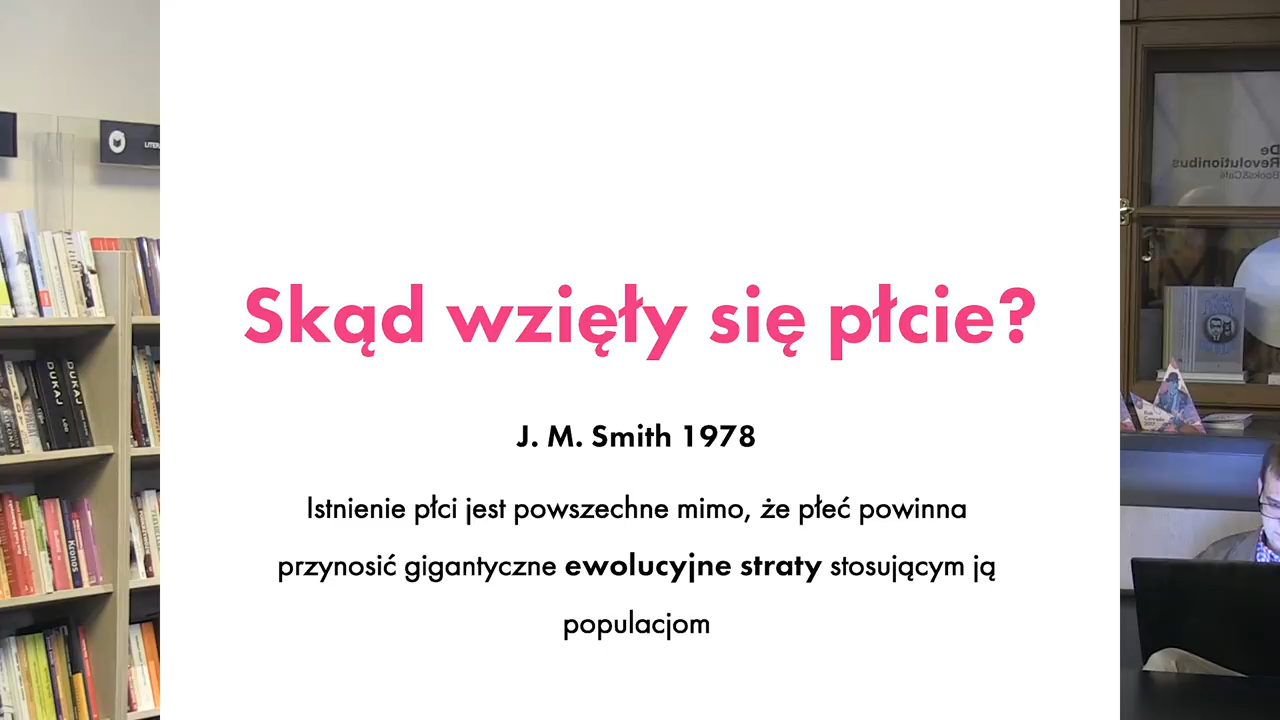 Skąd wzięły się płcie?
J. M. Smith 1978
Istnienie płci jest powszechne mimo, że płeć powinna
przynosić gigantyczne ewolucyjne straty stosującym ją
populacjom
LITER
DUKAJ
DUKAJ
Kronos
De
Revolutionibus
Books&Café